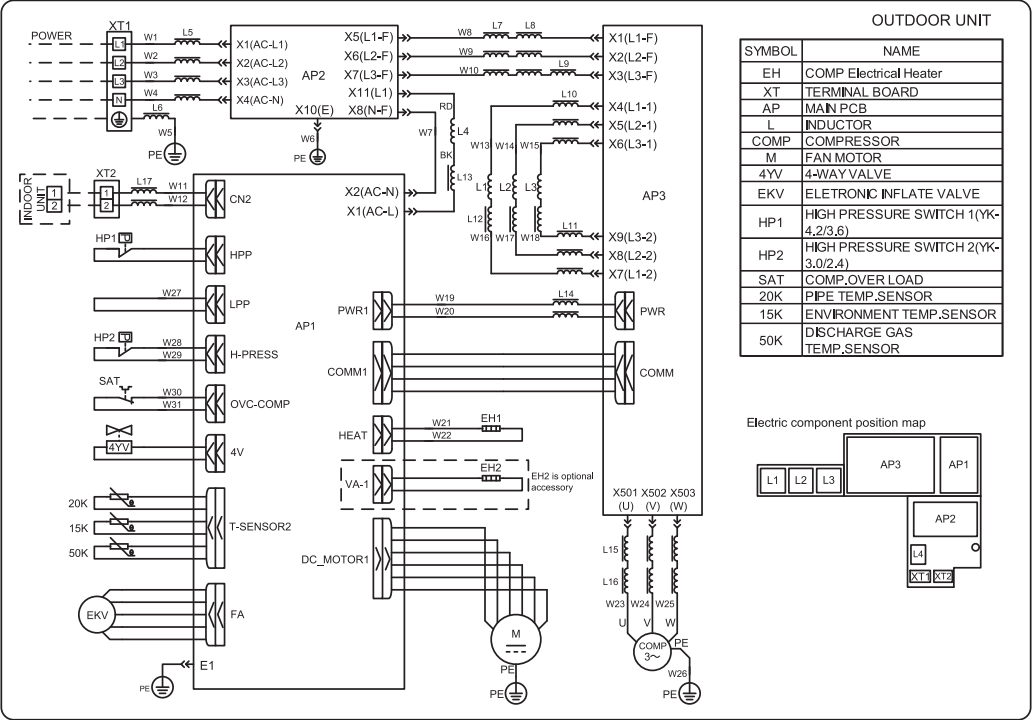 OUTDOOR UNIT
POWER
XT1
L1
L2
L3
N
W1
W2
W3
W4
L5
L6
W5
PE
X1(AC-L1)
X2(AC-L2)
X3(AC-L3)
X4(AC-N)
AP2
X5(L1-F)
X6(L2-F)
X7(L3-F)
X11(L1)
X8(N-F)
X10(E)
W6
PE
W8
W9
W10
L7
L8
L9
RD
L4
BK
L13
W7
X1(L1-F)
X2(L2-F)
X3(L3-F)
X4(L1-1)
X5(L2-1)
X6(L3-1)
L10
W13
W14
W15
L1
L2
L3
L12
W16
W17
W18
L11
X9(L3-2)
X8(L2-2)
X7(L1-2)
AP3
INDOOR UNIT
1
2
XT2
1
2
L17
W11
W12
CN2
X2(AC-N)
X1(AC-L)
HP1
P
HPP
W27
LPP
HP2
P
W28
W29
H-PRESS
SAT
W30
W31
OVC-COMP
4YV
4V
20K
15K
50K
θ
θ
θ
T-SENSOR2
EKV
FA
E1
PE
AP1
PWR1
W19
W20
L14
PWR
COMM1
COMM
HEAT
W21
W22
EH1
VA-1
EH2
EH2 is optional
accessory
DC_MOTOR1
M
PE
PE
X501 X502 X503
(U) (V) (W)
L15
L16
W23 W24 W25
U V W
COMP
3~
PE
W26
PE
SYMBOL NAME
EH COMP Electrical Heater
XT TERMINAL BOARD
AP MAIN PCB
L INDUCTOR
COMP COMPRESSOR
M FAN MOTOR
4YV 4-WAY VALVE
EKV ELETRONIC INFLATE VALVE
HP1 HIGH PRESSURE SWITCH 1(YK-
4.2/3.6)
HP2 HIGH PRESSURE SWITCH 2(YK-
3.0/2.4)
SAT COMP.OVER LOAD
20K PIPE TEMP.SENSOR
15K ENVIRONMENT TEMP.SENSOR
50K DISCHARGE GAS
TEMP.SENSOR
Electric component position map
L1 L2 L3
AP3
AP1
AP2
L4
XT1 XT2